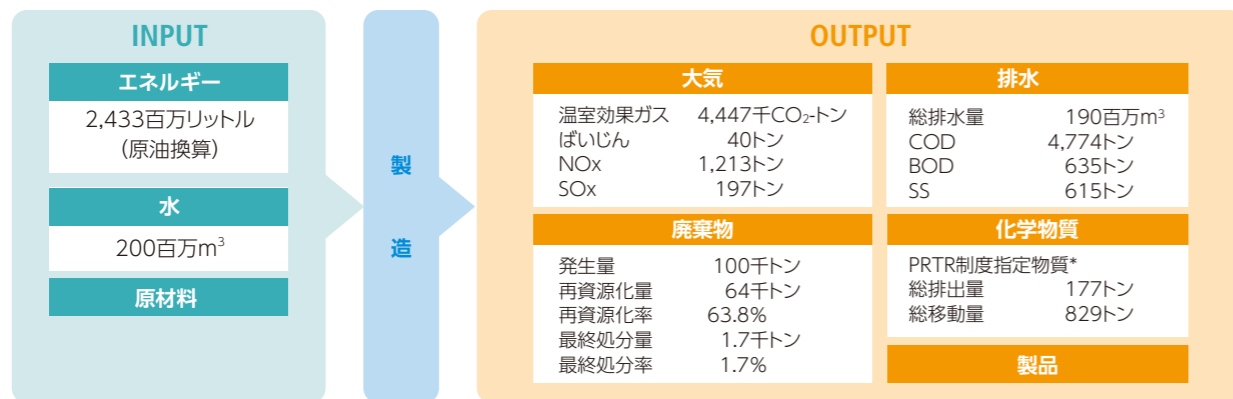 INPUT
エネルギー
2,433百万リットル
(原油換算)
水
200百万m³
原材料
製
造
OUTPUT
大気
温室効果ガス 4,447千CO₂-トン
ばいじん 40トン
NOx 1,213トン
SOx 197トン
排水
総排水量 190百万m³
COD 4,774トン
BOD 635トン
SS 615トン
廃棄物
発生量 100千トン
再資源化量 64千トン
再資源化率 63.8%
最終処分量 1.7千トン
最終処分率 1.7%
化学物質
PRTR制度指定物質*
総排出量 177トン
総移動量 829トン
製品